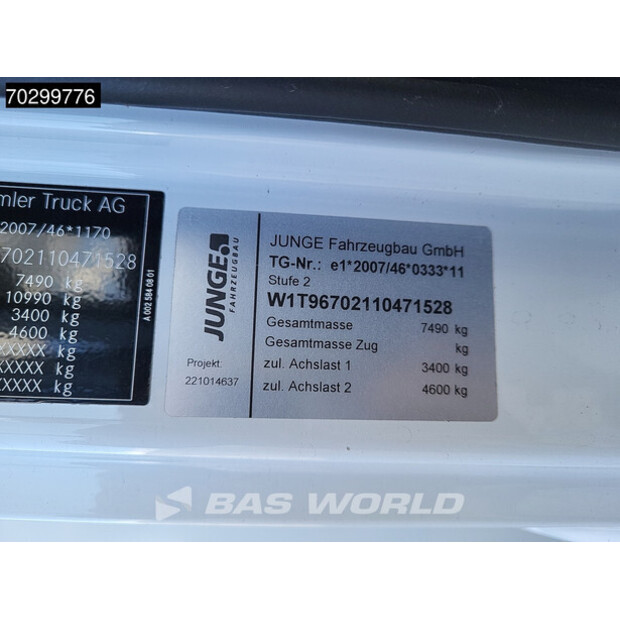 70299776
mler Truck AG
2007/46*1170
702110471528
7490 kg
10990 kg
3400 kg
4600 kg
XXXXX kg
XXXXX kg
XXXXX kg
A 002 584 08 01
JUNGE
FAHRZEUGBAU
Projekt:
221014637
JUNGE Fahrzeugbau GmbH
TG-Nr.: e1*2007/46*0333*11
Stufe 2
W1T96702110471528
Gesamtmasse 7490 kg
Gesamtmasse Zug kg
zul. Achslast 1 3400 kg
zul. Achslast 2 4600 kg
BAS WORLD